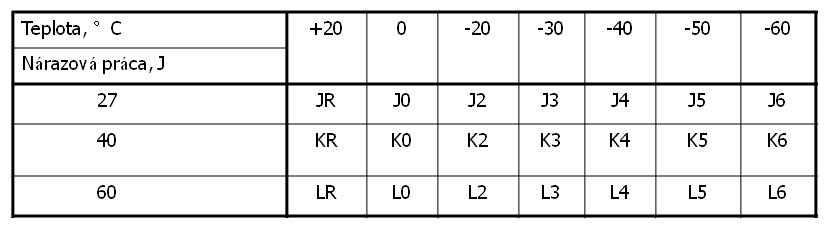 Teplota, ° C +20 0 -20 -30 -40 -50 -60
Nárazová práca, J
27 JR J0 J2 J3 J4 J5 J6
40 KR K0 K2 K3 K4 K5 K6
60 LR L0 L2 L3 L4 L5 L6